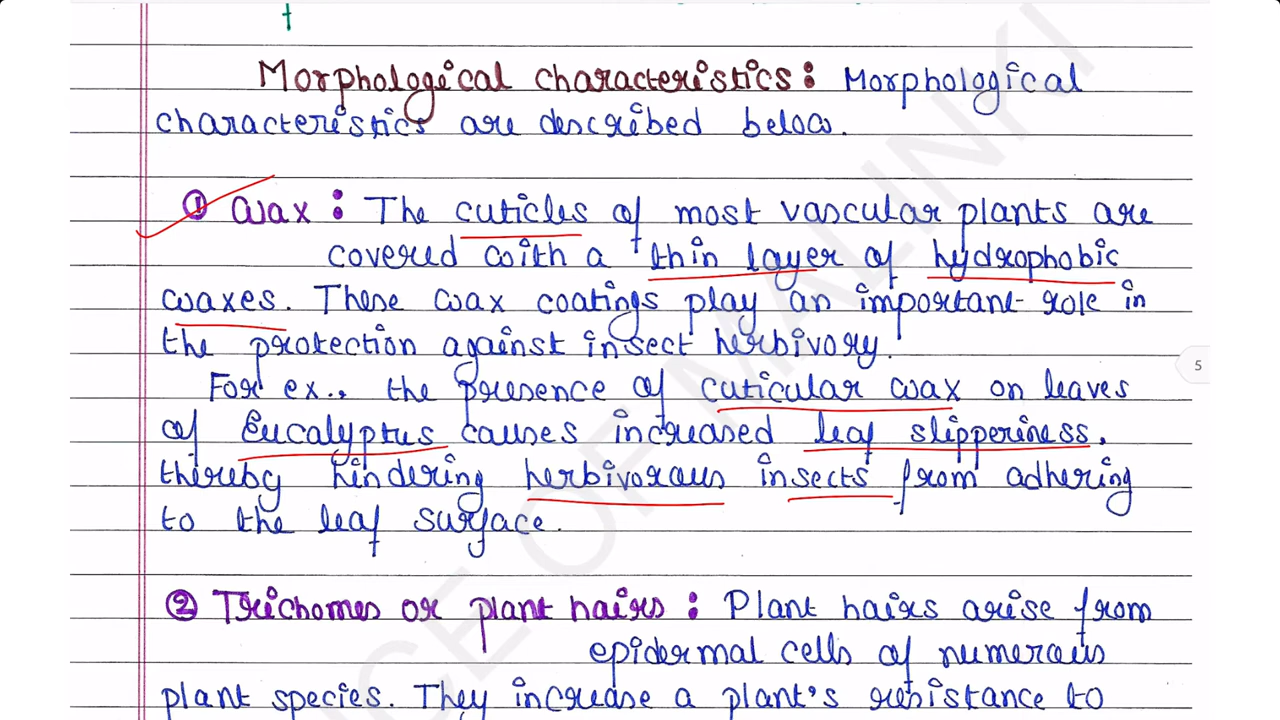 Morphological characteristics: Morphological
characteristics are described below.
① Wax: The cuticles of most vascular plants are
covered with a thin layer of hydrophobic
waxes. These wax coatings play an important role in
the protection against insect herbivory.
For ex., the presence of cuticular wax on leaves
of Eucalyptus causes increased leaf slipperiness,
thereby hindering herbivorous insects from adhering
to the leaf surface.
② Trichomes or plant hairs: Plant hairs arise from
epidermal cells of numerous
plant species. They increase a plant's resistance to
5